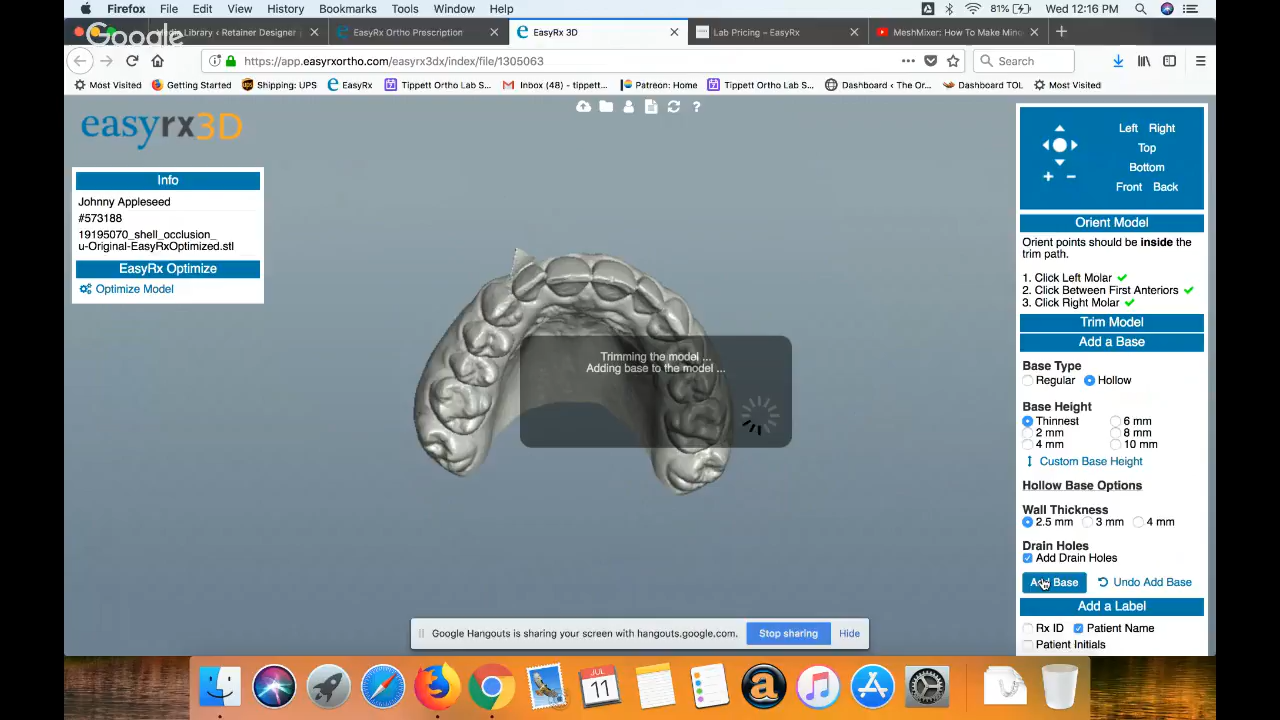 Firefox File Edit View History Bookmarks Tools Window Help
81% Wed 12:16 PM
Google
Library ‹ Retainer Designer
EasyRx Ortho Prescription
EasyRx 3D
Lab Pricing – EasyRx
MeshMixer: How To Make Mino
https://app.easyrxortho.com/easyrx3dx/index/file/1305063
Search
Most Visited
Getting Started
Shipping: UPS
EasyRx
Tippett Ortho Lab S...
Inbox (48) - tippett...
Patreon: Home
Tippett Ortho Lab S...
Dashboard ‹ The Or...
Dashboard TOL
Most Visited
easyrx3D
Info
Johnny Appleseed
#573188
19195070_shell_occlusion_
u-Original-EasyRxOptimized.stl
EasyRx Optimize
Optimize Model
Trimming the model ...
Adding base to the model ...
Left Right
Top
Bottom
Front Back
Orient Model
Orient points should be inside the
trim path.
1. Click Left Molar
2. Click Between First Anteriors
3. Click Right Molar
Trim Model
Add a Base
Base Type
Regular Hollow
Base Height
Thinnest 6 mm
2 mm 8 mm
4 mm 10 mm
Custom Base Height
Hollow Base Options
Wall Thickness
2.5 mm 3 mm 4 mm
Drain Holes
Add Drain Holes
Add Base Undo Add Base
Add a Label
Rx ID Patient Name
Patient Initials
Google Hangouts is sharing your screen with hangouts.google.com.
Stop sharing
Hide
JUL
11